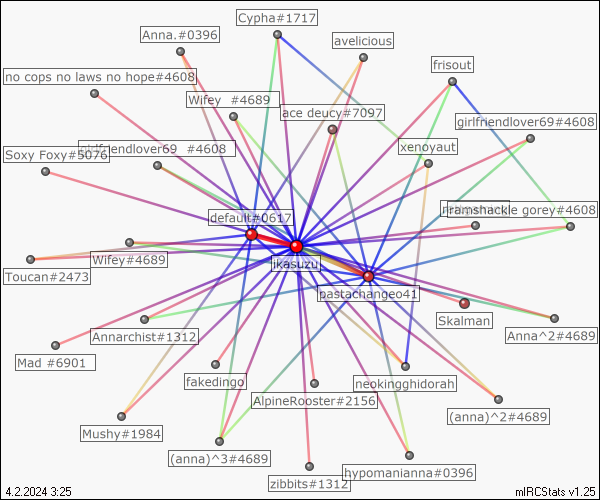 Cypha#1717
Anna.#0396
avelicious
frisout
no cops no laws no hope#4608
Wifey #4689
ace deucy#7097
girlfriendlover69#4608
Soxy Foxy#5076
#4608
xenoyaut
default#0617
ramshackle gorey#4608
Wifey#4689
ikasuzu
Toucan#2473
pastachangeo41
Skalman
Annarchist#1312
Anna^2#4689
Mad #6901
fakedingo
neokingghidorah
AlpineRooster#2156
(anna)^2#4689
Mushy#1984
(anna)^3#4689
hypomanianna#0396
zibbits#1312
4.2.2024 3:25
mIRCStats v1.25